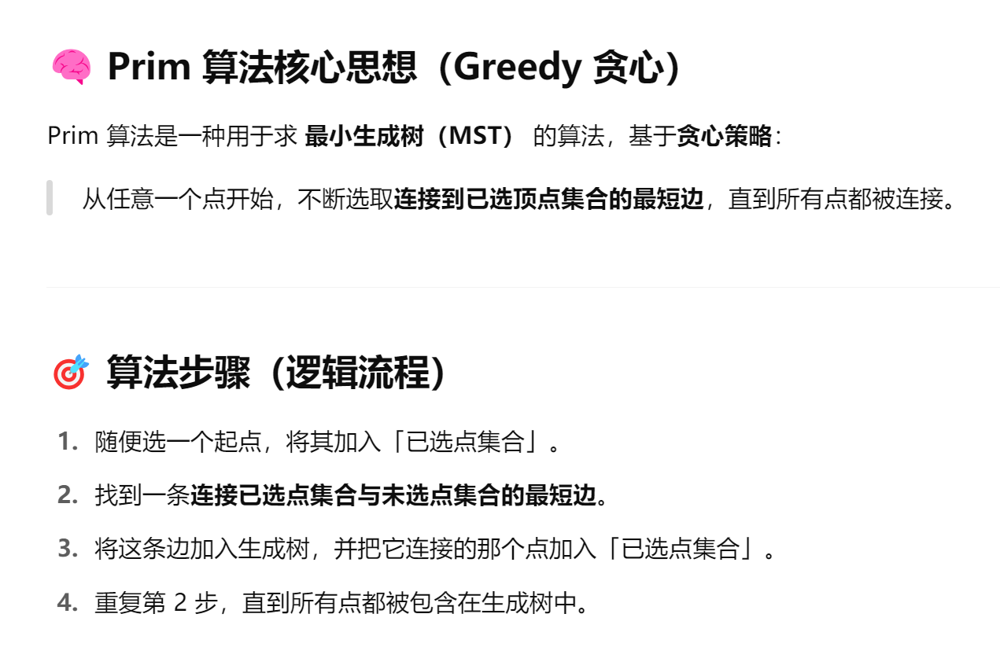 🧠 Prim 算法核心思想（Greedy 贪心）
Prim 算法是一种用于求 最小生成树（MST） 的算法，基于贪心策略：
从任意一个点开始，不断选取连接到已选顶点集合的最短边，直到所有点都被连接。
🎯 算法步骤（逻辑流程）
1. 随便选一个起点，将其加入「已选点集合」。
2. 找到一条连接已选点集合与未选点集合的最短边。
3. 将这条边加入生成树，并把它连接的那个点加入「已选点集合」。
4. 重复第 2 步，直到所有点都被包含在生成树中。